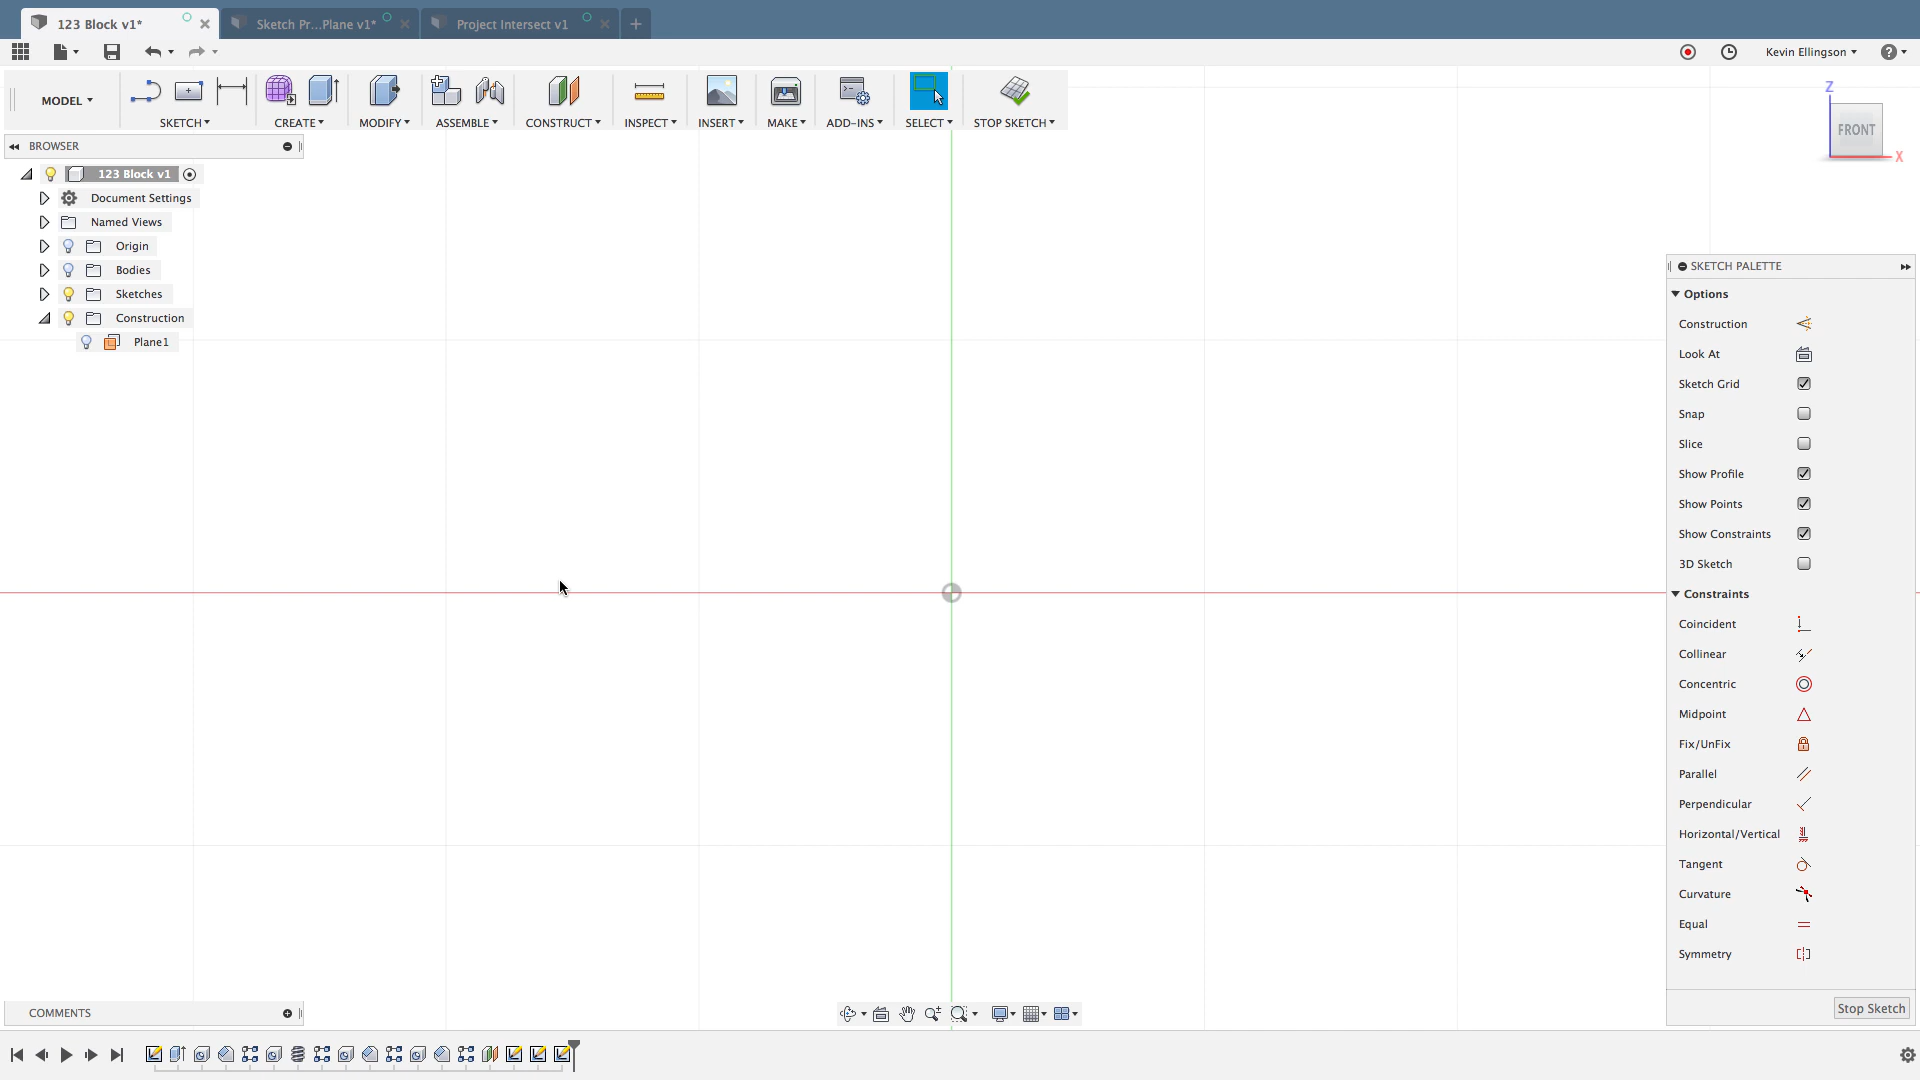 123 Block v1*
Sketch Pr...Plane v1*
Project Intersect v1
Kevin Ellingson
MODEL
SKETCH
CREATE
MODIFY
ASSEMBLE
CONSTRUCT
INSPECT
INSERT
MAKE
ADD-INS
SELECT
STOP SKETCH
Z
FRONT
X
BROWSER
123 Block v1
Document Settings
Named Views
Origin
Bodies
Sketches
Construction
Plane1
SKETCH PALETTE
Options
Construction
Look At
Sketch Grid
Snap
Slice
Show Profile
Show Points
Show Constraints
3D Sketch
Constraints
Coincident
Collinear
Concentric
Midpoint
Fix/UnFix
Parallel
Perpendicular
Horizontal/Vertical
Tangent
Curvature
Equal
Symmetry
Stop Sketch
COMMENTS